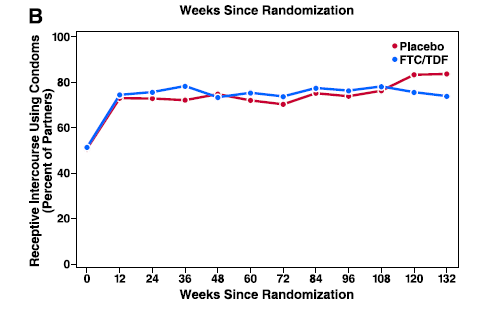 Weeks Since Randomization
B
Receptive Intercourse Using Condoms
(Percent of Partners)
100
80
60
40
20
0
Placebo
FTC/TDF
0 12 24 36 48 60 72 84 96 108 120 132
Weeks Since Randomization